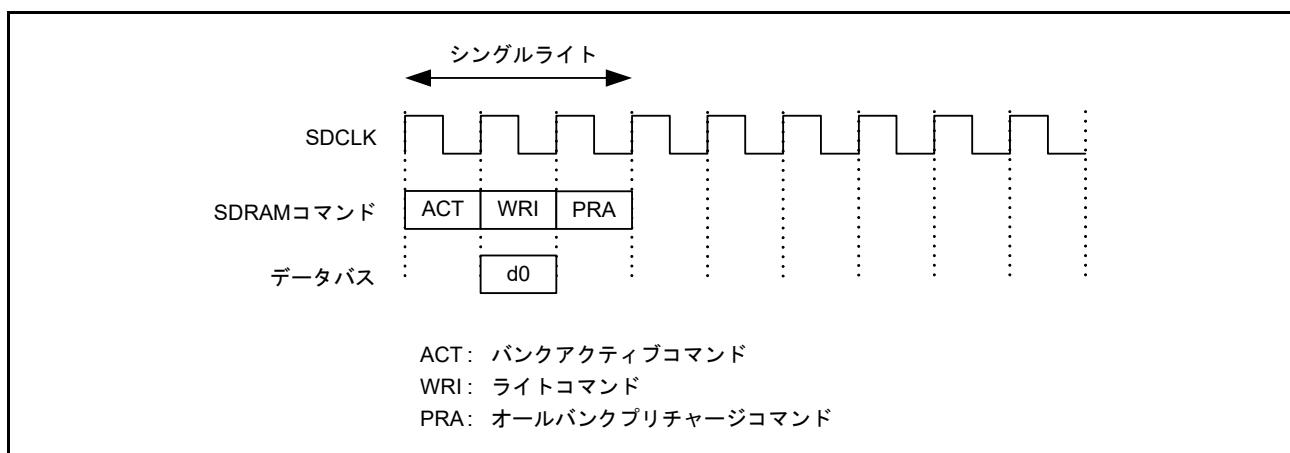 シングルライト
SDCLK
SDRAMコマンド ACT WRI PRA
データバス d0
ACT : バンクアクティブコマンド
WRI : ライトコマンド
PRA : オールバンクプリチャージコマンド